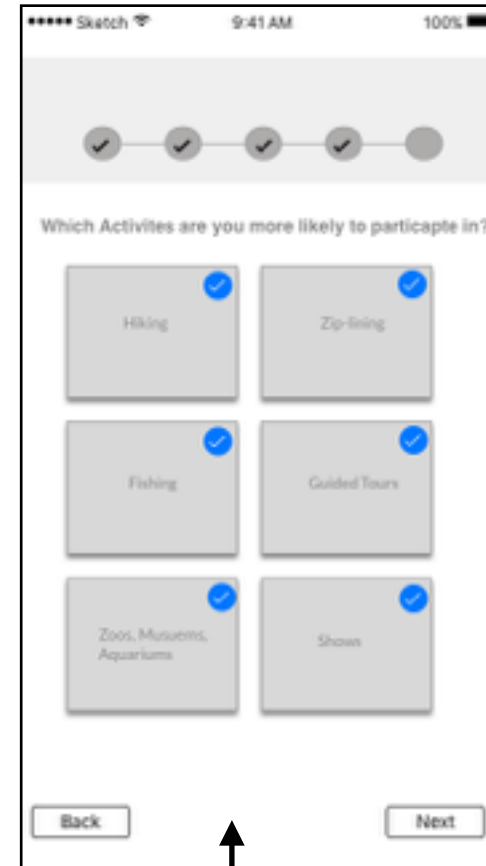 Sketch 9:41 AM 100%
Which Activites are you more likely to particapte in?
Hiking
Zip-lining
Fishing
Guided Tours
Zoos, Musuems,
Aquariums
Shows
Back
Next